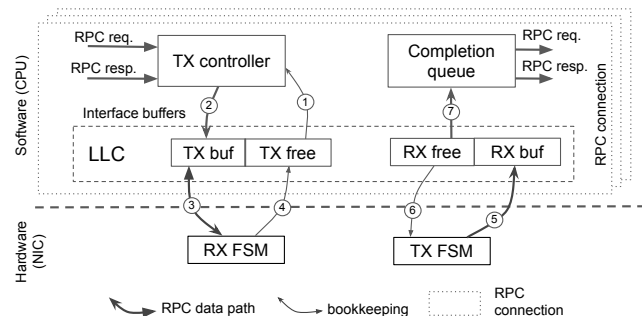 Software (CPU)
RPC req.
RPC resp.
TX controller
Completion
queue
RPC req.
RPC resp.
2
1
7
Interface buffers
LLC
TX buf
TX free
RX free
RX buf
RPC connection
3
4
6
5
Hardware
(NIC)
RX FSM
TX FSM
RPC data path
bookkeeping
RPC
connection